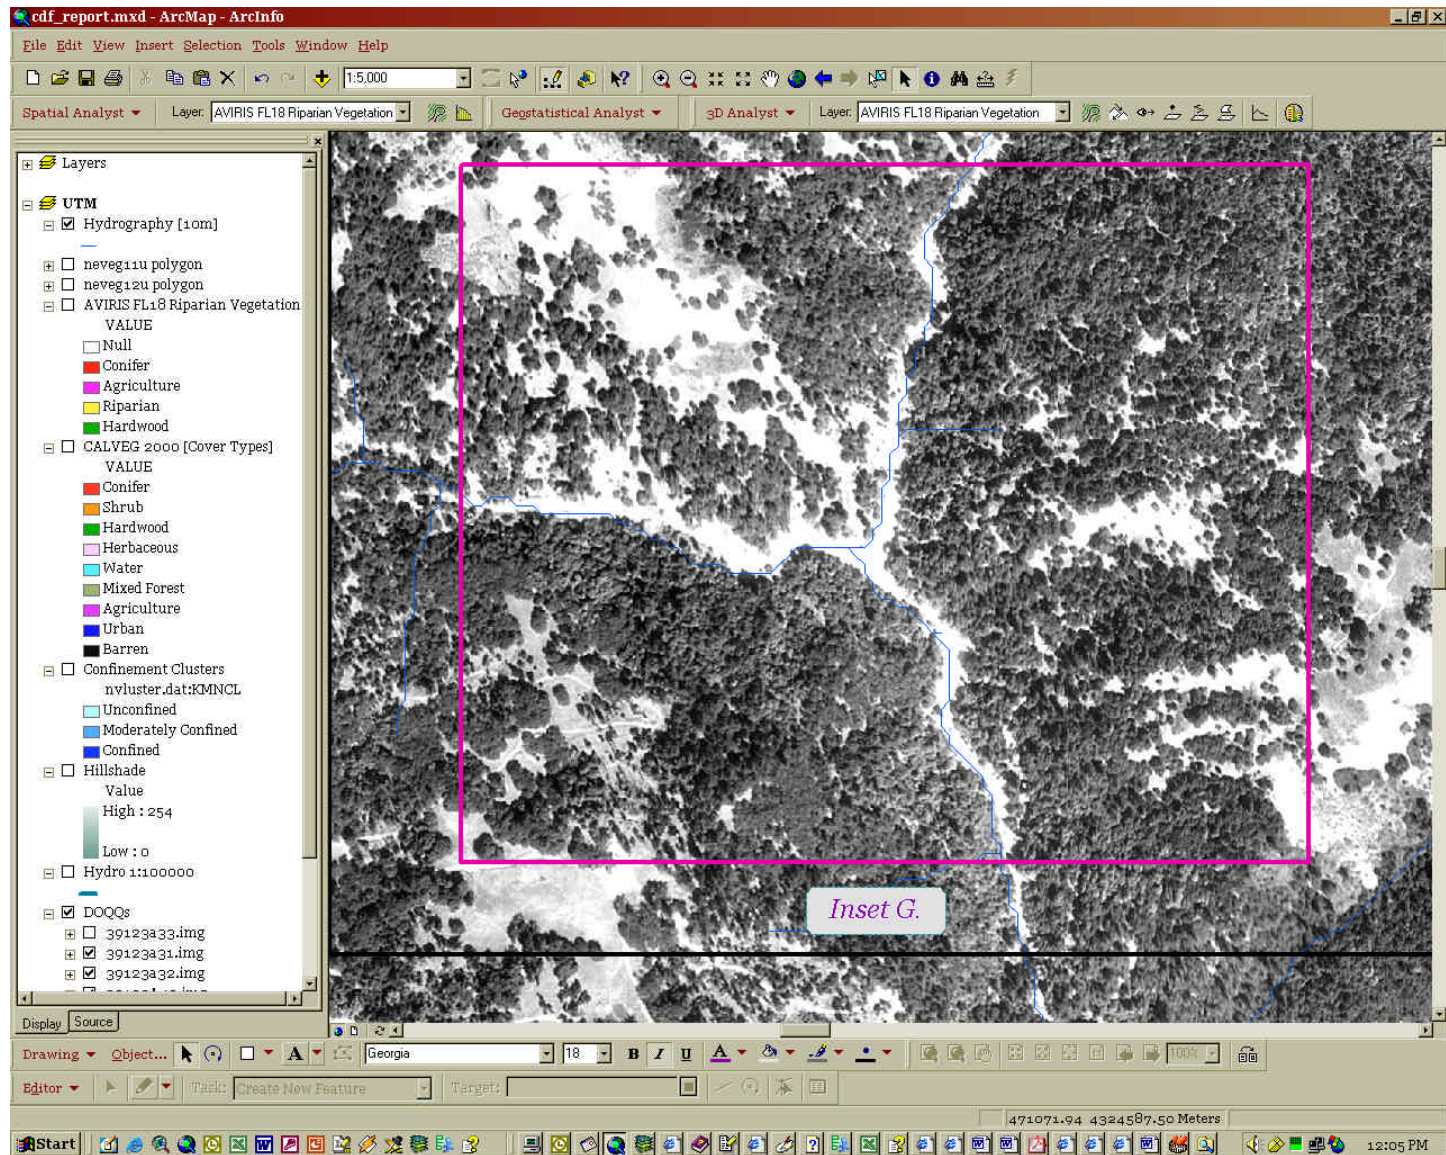 cdf_report.mxd - ArcMap - ArcInfo
File Edit View Insert Selection Tools Window Help
1:5,000
Spatial Analyst Layer: AVIRIS FL18 Riparian Vegetation Geostatistical Analyst 3D Analyst Layer: AVIRIS FL18 Riparian Vegetation
Layers
UTM
Hydrography [10m]
neveg11u polygon
neveg12u polygon
AVIRIS FL18 Riparian Vegetation
VALUE
Null
Conifer
Agriculture
Riparian
Hardwood
CALVEG 2000 [Cover Types]
VALUE
Conifer
Shrub
Hardwood
Herbaceous
Water
Mixed Forest
Agriculture
Urban
Barren
Confinement Clusters
nvluster.dat:KMNCL
Unconfined
Moderately Confined
Confined
Hillshade
Value
High : 254
Low : 0
Hydro 1:100000
DOQQs
39123a33.img
39123a31.img
39123a32.img
Inset G.
Display Source
Drawing Object... A Georgia 18 B I U A 100%
Editor Task: Create New Feature Target:
471071.94 4324587.50 Meters
Start 12:05 PM